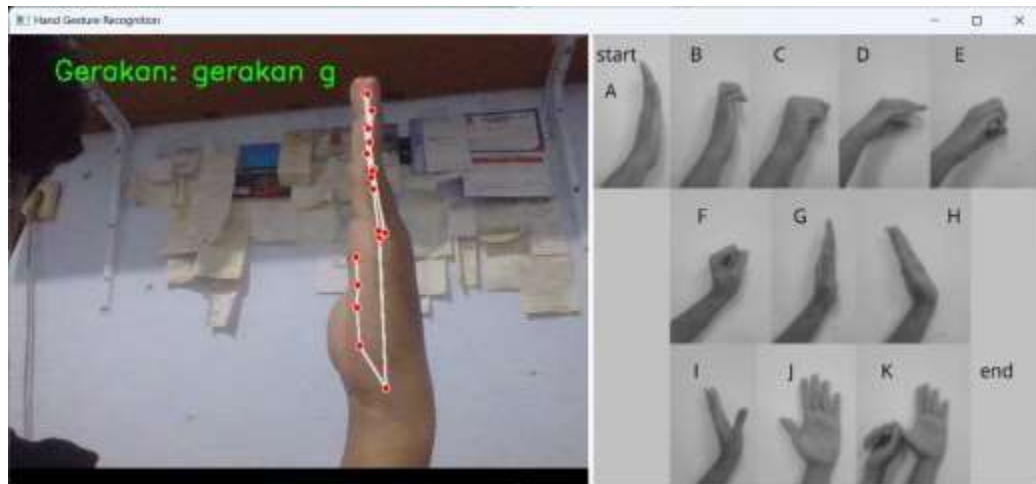 Hand Gesture Recognition
Gerakan: gerakan g
start
A
B
C
D
E
F
G
H
I
J
K
end